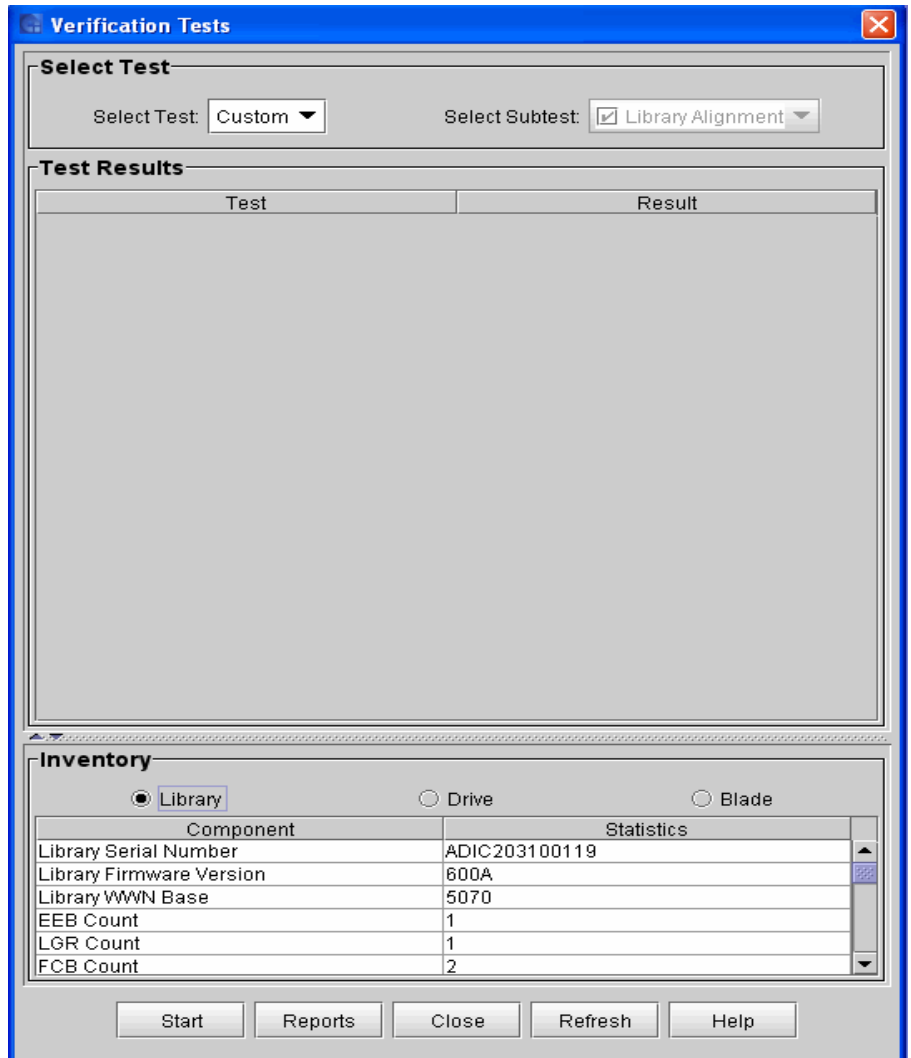 Verification Tests
Select Test
Select Test: Custom Select Subtest: Library Alignment
Test Results
Test Result
Inventory
Library Drive Blade
Component Statistics
Library Serial Number ADIC203100119
Library Firmware Version 600A
Library WWN Base 5070
EEB Count 1
LGR Count 1
FCB Count 2
Start Reports Close Refresh Help